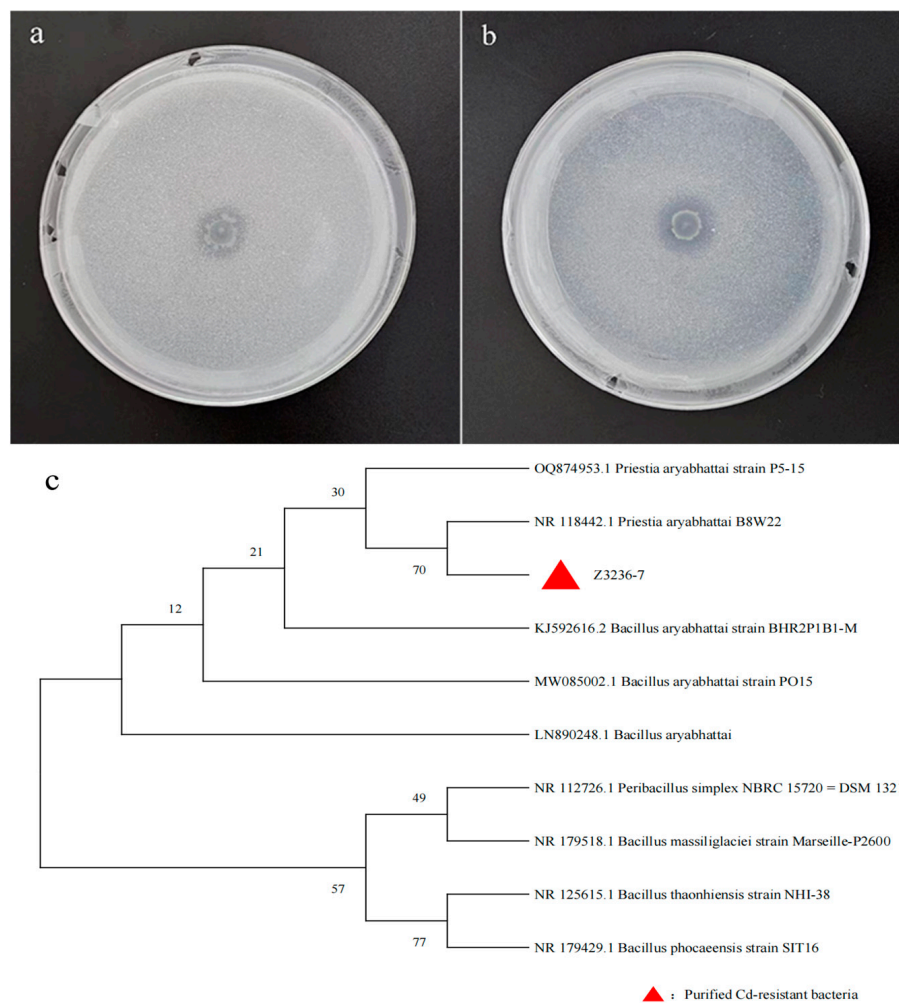 a
b
c
OQ874953.1 Priestia aryabhattai strain P5-15
30
NR 118442.1 Priestia aryabhattai B8W22
21
70
Z3236-7
12
KJ592616.2 Bacillus aryabhattai strain BHR2P1B1-M
MW085002.1 Bacillus aryabhattai strain PO15
LN890248.1 Bacillus aryabhattai
NR 112726.1 Peribacillus simplex NBRC 15720 = DSM 132
49
NR 179518.1 Bacillus massiliglaciei strain Marseille-P2600
57
NR 125615.1 Bacillus thaonhiensis strain NHI-38
77
NR 179429.1 Bacillus phocaeensis strain SIT16
: Purified Cd-resistant bacteria